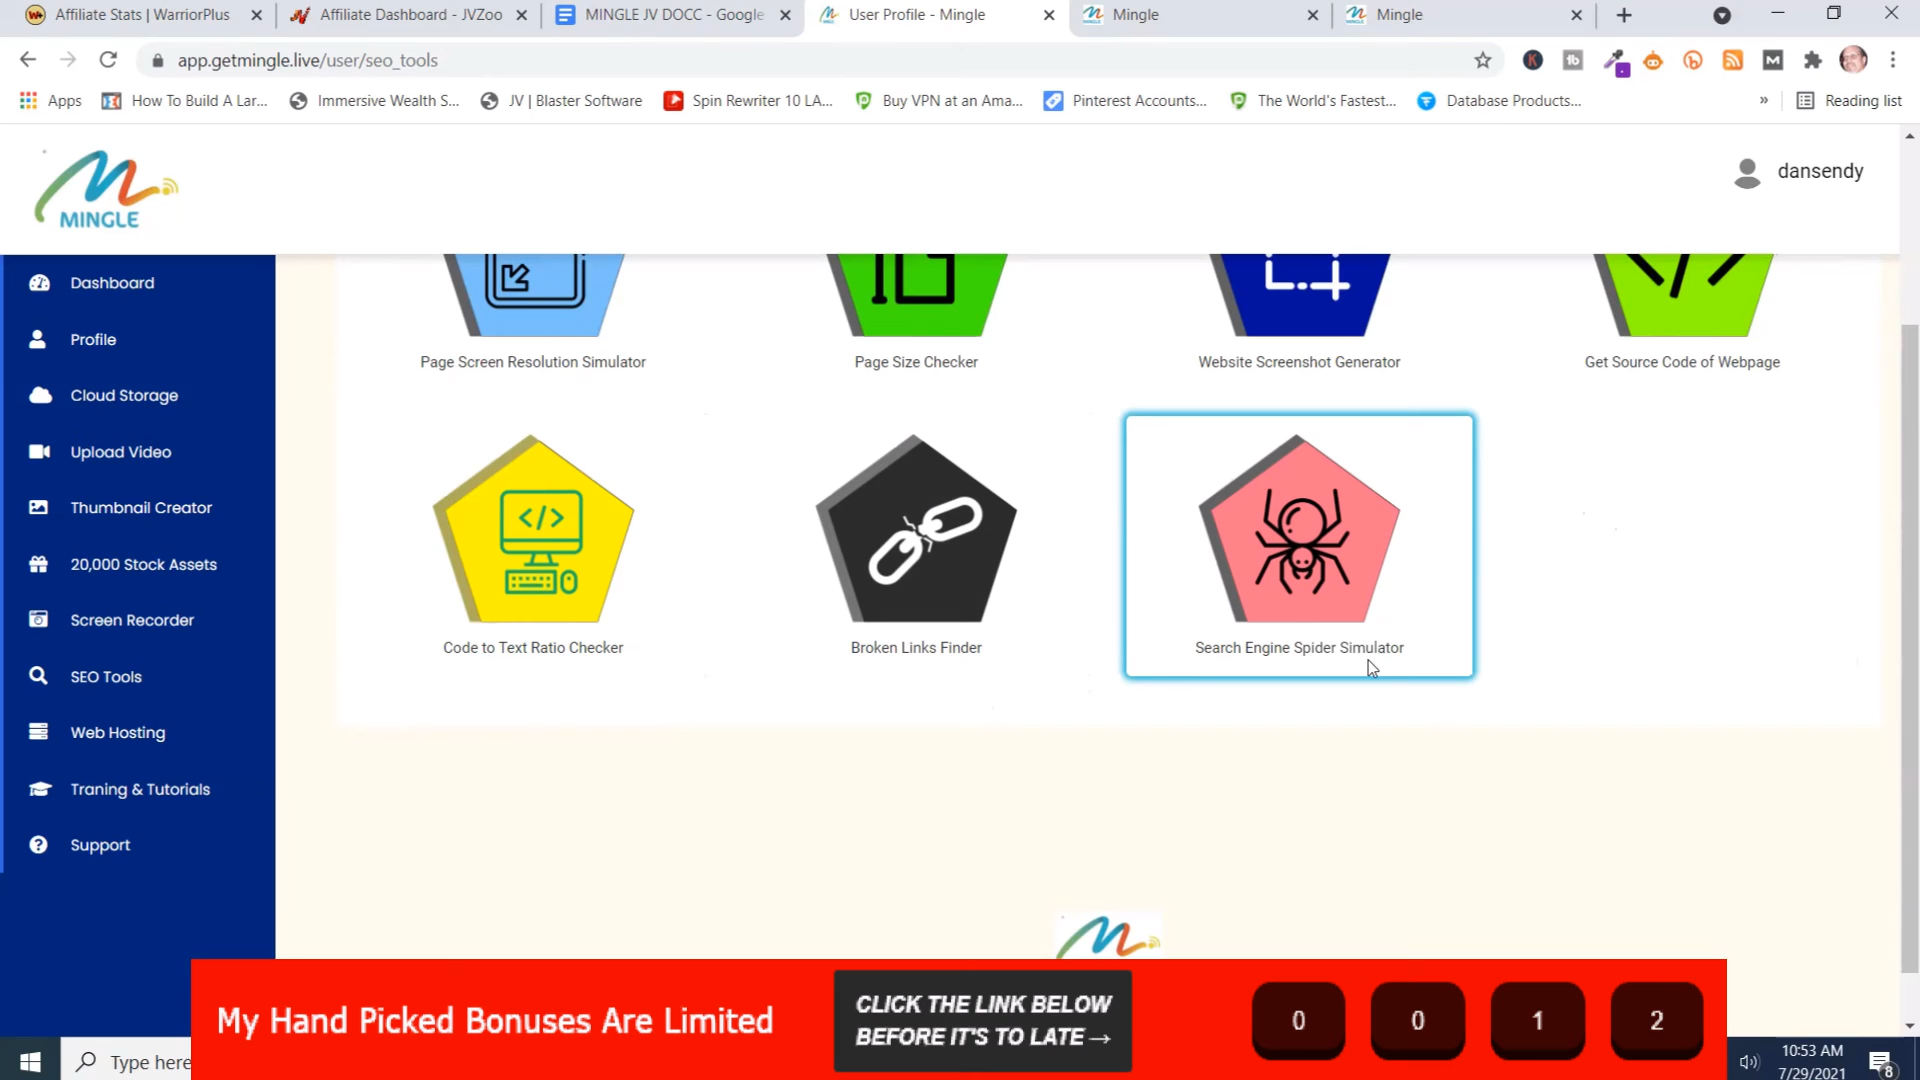 Affiliate Stats | WarriorPlus
Affiliate Dashboard - JVZoo
MINGLE JV DOCC - Google
User Profile - Mingle
Mingle
Mingle
app.getmingle.live/user/seo_tools
Apps
How To Build A Lar...
Immersive Wealth S...
JV | Blaster Software
Spin Rewriter 10 LA...
Buy VPN at an Ama...
Pinterest Accounts...
The World's Fastest...
Database Products...
»
Reading list
MINGLE
dansendy
Dashboard
Profile
Cloud Storage
Upload Video
Thumbnail Creator
20,000 Stock Assets
Screen Recorder
SEO Tools
Web Hosting
Traning & Tutorials
Support
Page Screen Resolution Simulator
Page Size Checker
Website Screenshot Generator
Get Source Code of Webpage
Code to Text Ratio Checker
Broken Links Finder
Search Engine Spider Simulator
My Hand Picked Bonuses Are Limited
CLICK THE LINK BELOW
BEFORE IT'S TO LATE→
0 0 1 2
Type here
10:53 AM
7/29/2021
8